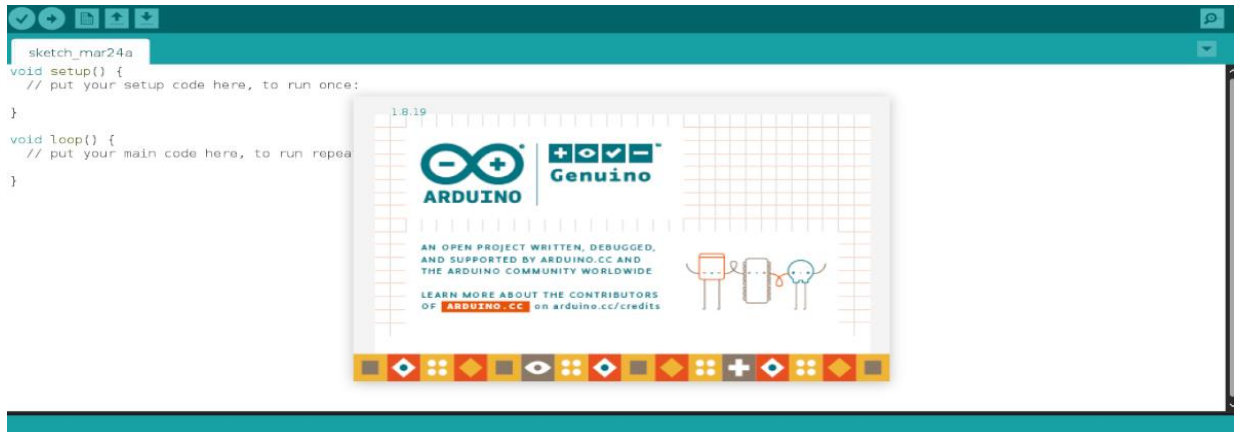 sketch_mar24a
void setup() {
// put your setup code here, to run once:
}
void loop() {
// put your main code here, to run repea
}
1.8.19
ARDUINO
Genuino
AN OPEN PROJECT WRITTEN, DEBUGGED,
AND SUPPORTED BY ARDUINO.CC AND
THE ARDUINO COMMUNITY WORLDWIDE
LEARN MORE ABOUT THE CONTRIBUTORS
OF ARDUINO.CC on arduino.cc/credits